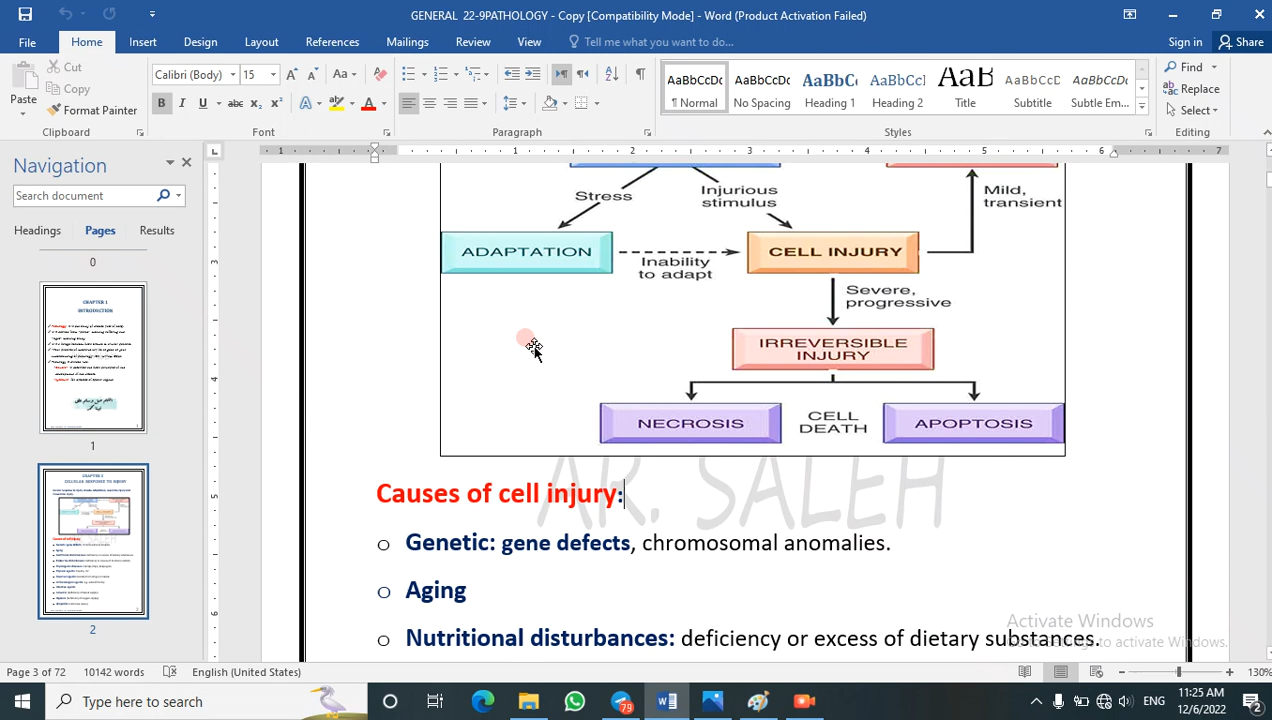 GENERAL 22-9PATHOLOGY - Copy [Compatibility Mode] - Word (Product Activation Failed)
File Home Insert Design Layout References Mailings Review View Tell me what you want to do... Sign in Share
Paste Cut Copy Format Painter
Calibri (Body) 15
AaBbCcDc AaBbCcDc AaBbC AaBbCcC AaB AaBbCcD AaBbCcD
¶ Normal No Spacing Heading 1 Heading 2 Title Subtitle Subtle Em...
Find
Replace
Select
Clipboard Font Paragraph Styles Editing
Navigation
Search document
Headings Pages Results
0
CHAPTER 1
INTRODUCTION
1
2
Stress
Injurious
stimulus
Mild,
transient
ADAPTATION
Inability
to adapt
CELL INJURY
Severe,
progressive
IRREVERSIBLE
INJURY
NECROSIS
CELL
DEATH
APOPTOSIS
AR. SALEH
Causes of cell injury:
o Genetic: gene defects, chromosomal anomalies.
o Aging
o Nutritional disturbances: deficiency or excess of dietary substances.
Activate Windows
Page 3 of 72 10142 words English (United States) 130%
Type here to search
79
ENG
11:25 AM
12/6/2022
2